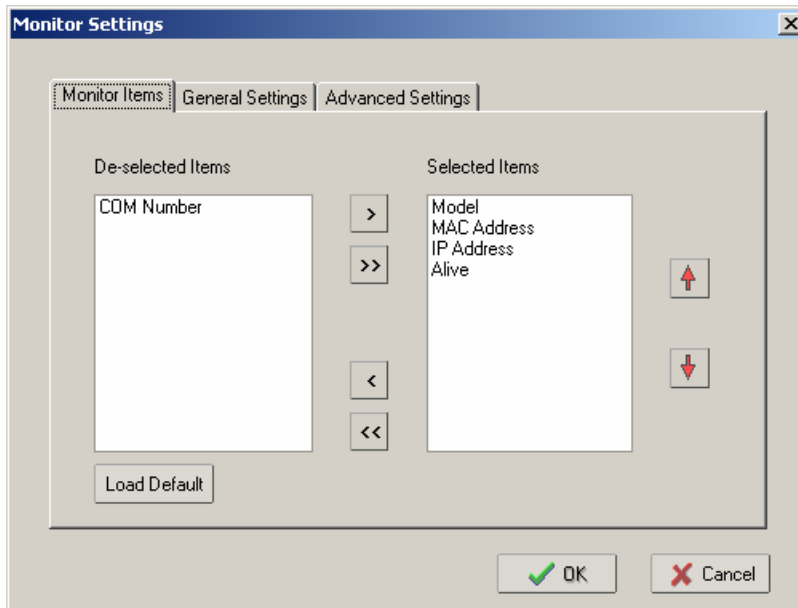 Monitor Settings
Monitor Items
General Settings
Advanced Settings
De-selected Items
COM Number
>
>>
<
<<
Selected Items
Model
MAC Address
IP Address
Alive
Load Default
OK
Cancel